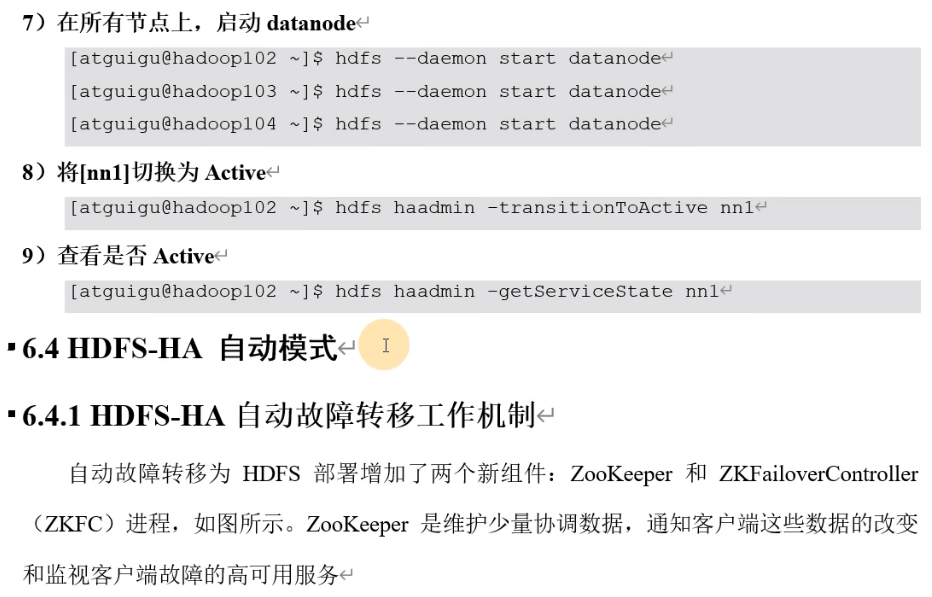 7）在所有节点上，启动 datanode
[atguigu@hadoop102 ~]$ hdfs --daemon start datanode
[atguigu@hadoop103 ~]$ hdfs --daemon start datanode
[atguigu@hadoop104 ~]$ hdfs --daemon start datanode
8）将[nn1]切换为 Active
[atguigu@hadoop102 ~]$ hdfs haadmin -transitionToActive nn1
9）查看是否 Active
[atguigu@hadoop102 ~]$ hdfs haadmin -getServiceState nn1
6.4 HDFS-HA 自动模式
6.4.1 HDFS-HA 自动故障转移工作机制
自动故障转移为 HDFS 部署增加了两个新组件：ZooKeeper 和 ZKFailoverController
（ZKFC）进程，如图所示。ZooKeeper 是维护少量协调数据，通知客户端这些数据的改变
和监视客户端故障的高可用服务